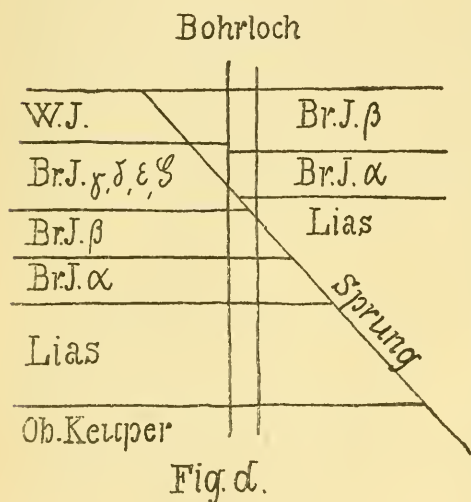 Bohrloch
W.J.
Br.J. β
Br.J. γ, δ, ε, ζ
Br.J. α
Br.J. β
Lias
Br.J. α
Sprung
Lias
Ob. Keuper
Fig. d.